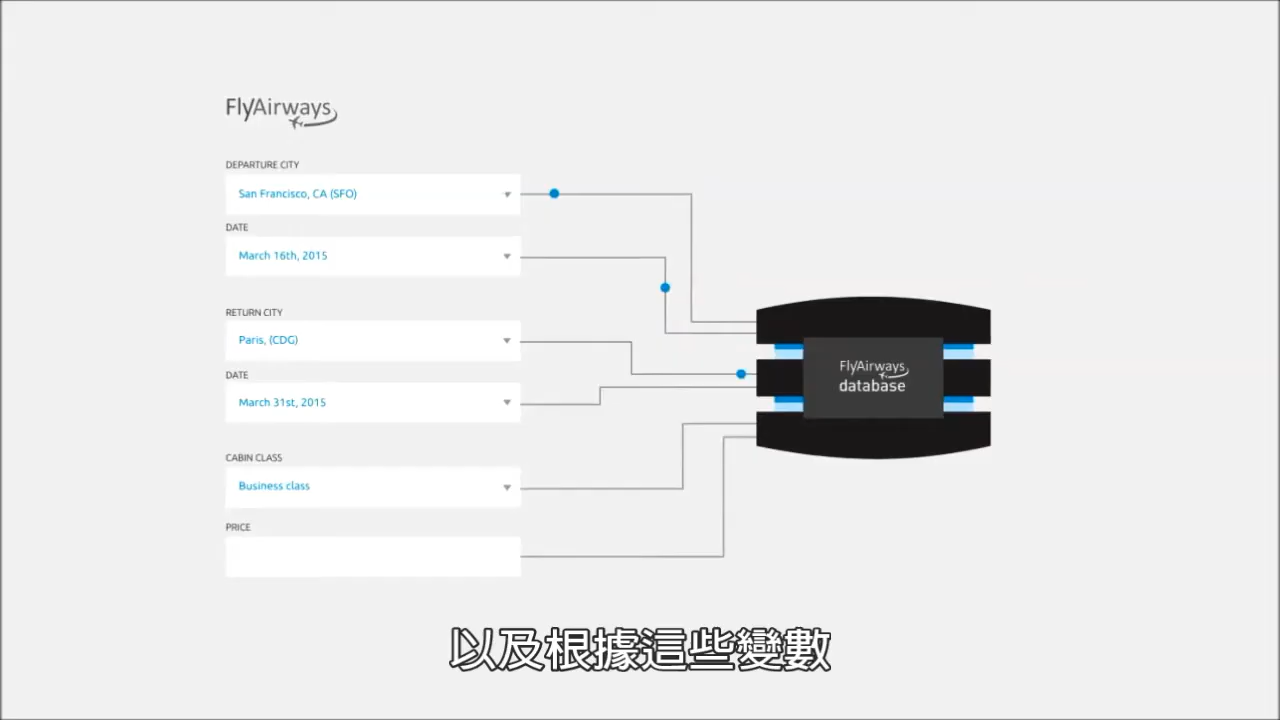 FlyAirways
DEPARTURE CITY
San Francisco, CA (SFO)
DATE
March 16th, 2015
RETURN CITY
Paris, (CDG)
DATE
March 31st, 2015
CABIN CLASS
Business class
PRICE
FlyAirways
database
以及根據這些變數